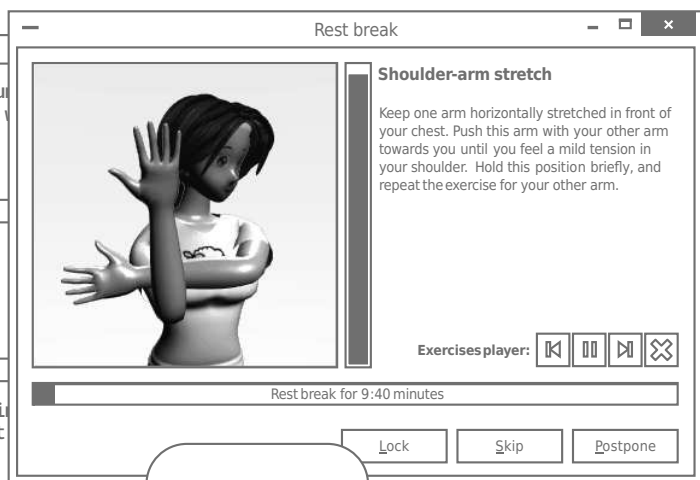 Rest break
Shoulder-arm stretch
Keep one arm horizontally stretched in front of
your chest. Push this arm with your other arm
towards you until you feel a mild tension in
your shoulder. Hold this position briefly, and
repeat the exercise for your other arm.
Exercises player:
Rest break for 9:40 minutes
Lock
Skip
Postpone